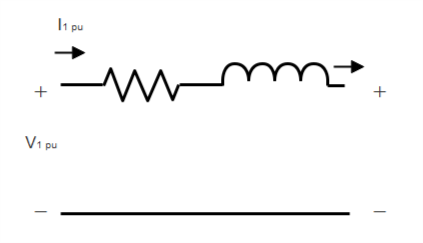 I1 pu
+ +
V1 pu
− −